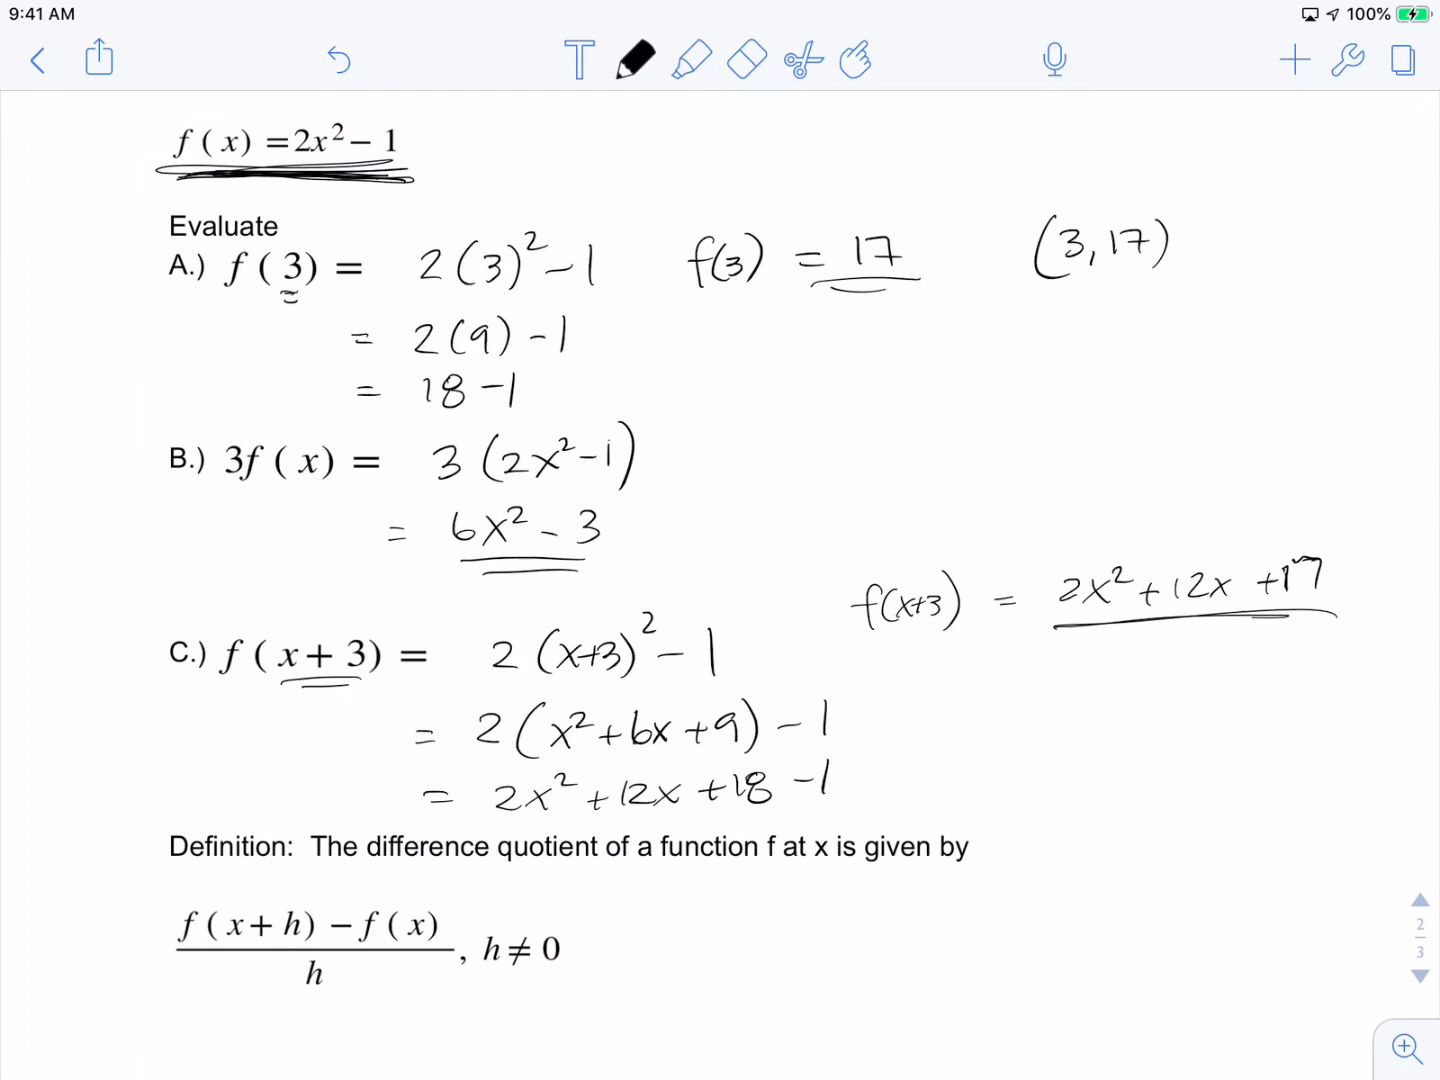 9:41 AM 100%
T
f(x) = 2x² − 1
Evaluate
A.) f(3) = 2(3)² − 1 f(3) = 17 (3, 17)
= 2(9) − 1
= 18 − 1
B.) 3f(x) = 3(2x² − 1)
= 6x² − 3
f(x+3) = 2x² + 12x + 17
C.) f(x + 3) = 2(x+3)² − 1
= 2(x² + 6x + 9) − 1
= 2x² + 12x + 18 − 1
Definition: The difference quotient of a function f at x is given by
f(x + h) − f(x)
h
, h ≠ 0
2
3